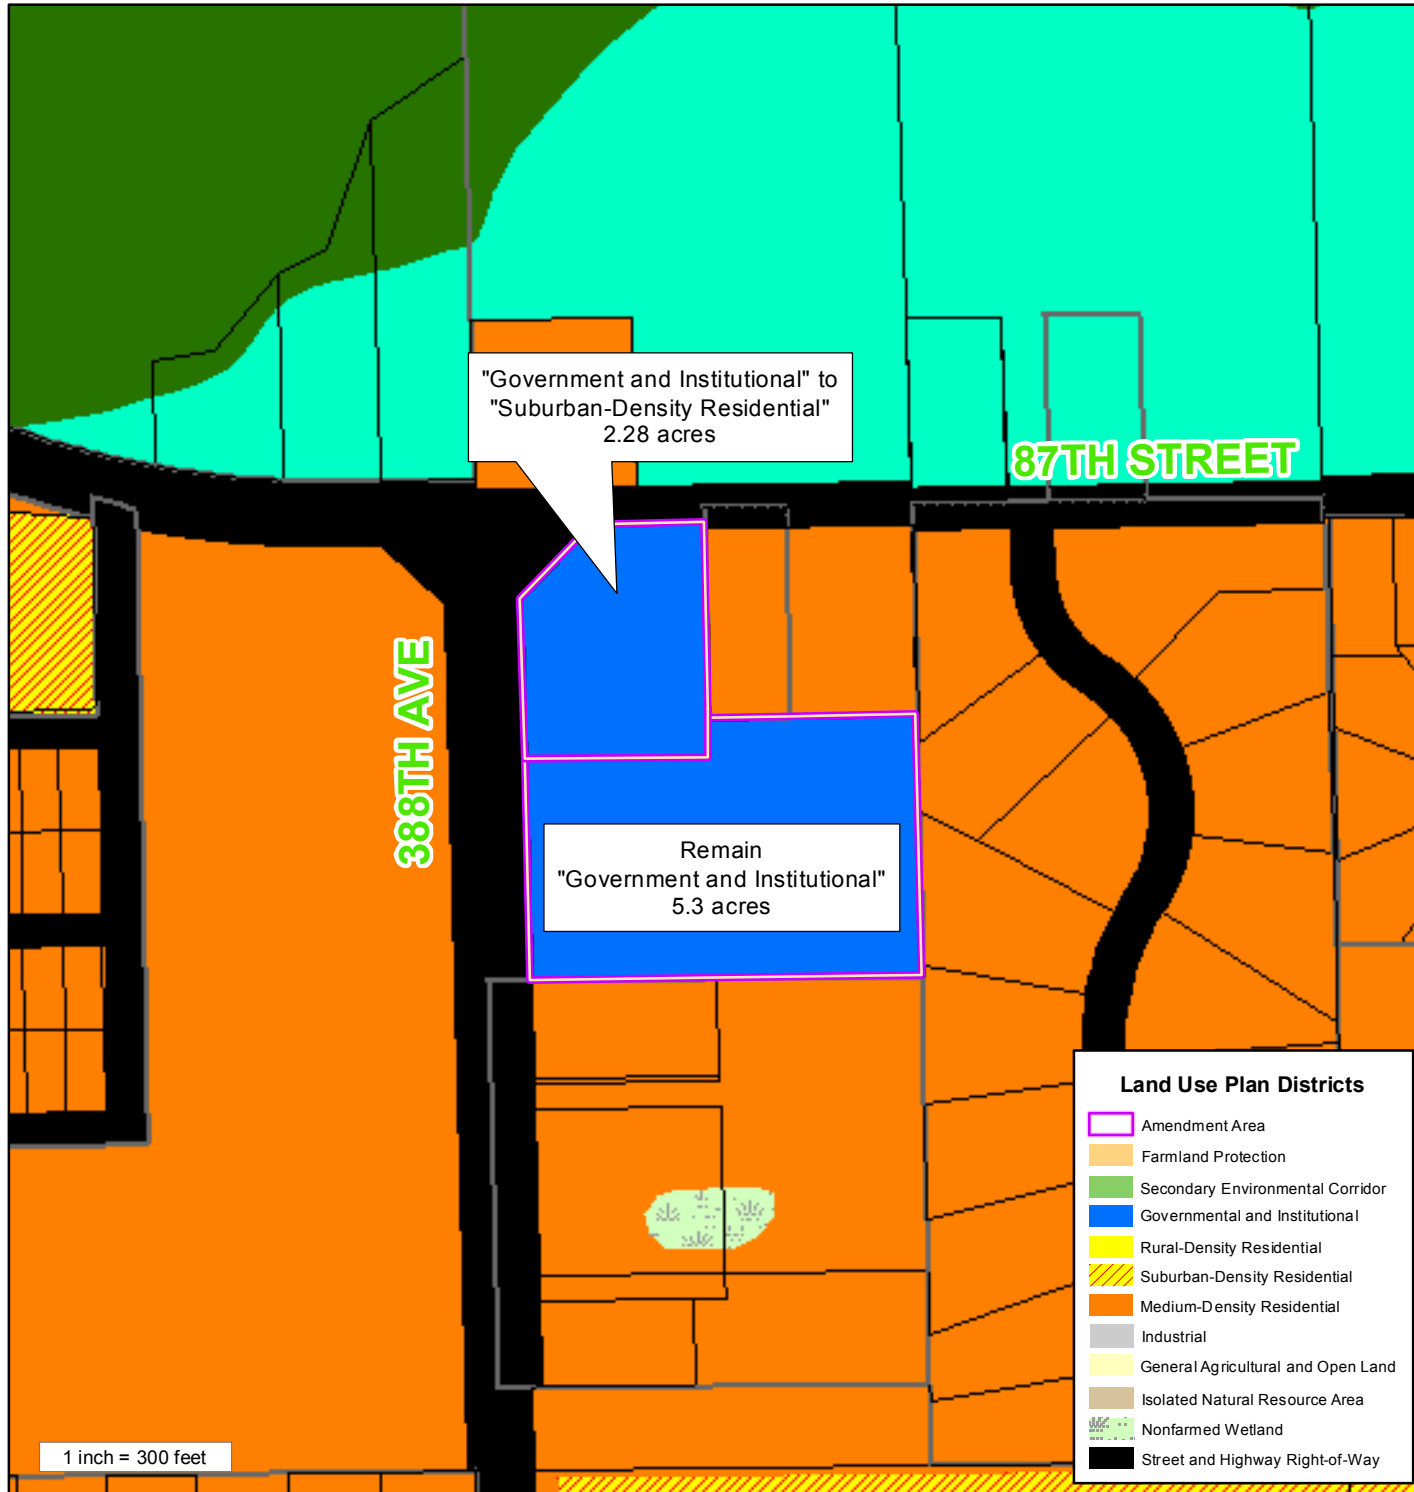 "Government and Institutional" to
"Suburban-Density Residential"
2.28 acres
87TH STREET
388TH AVE
Remain
"Government and Institutional"
5.3 acres
Land Use Plan Districts
Amendment Area
Farmland Protection
Secondary Environmental Corridor
Governmental and Institutional
Rural-Density Residential
Suburban-Density Residential
Medium-Density Residential
Industrial
General Agricultural and Open Land
Isolated Natural Resource Area
Nonfarmed Wetland
Street and Highway Right-of-Way
1 inch = 300 feet